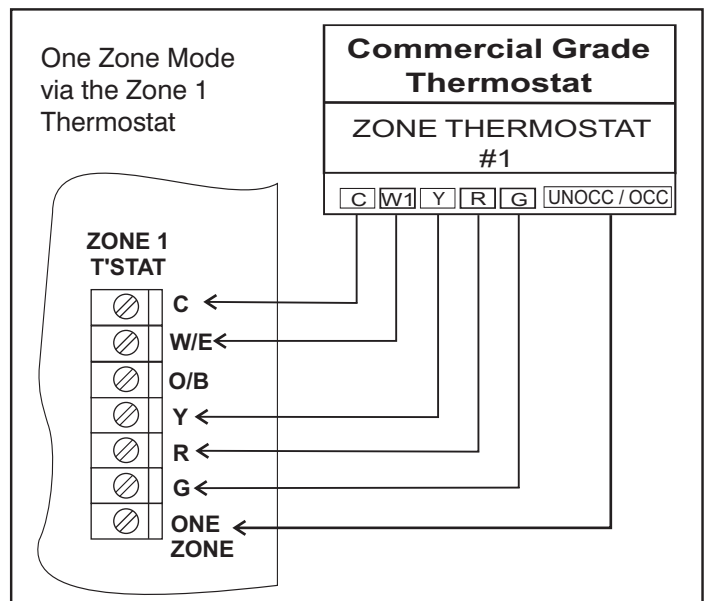 One Zone Mode
via the Zone 1
Thermostat
Commercial Grade
Thermostat
ZONE THERMOSTAT
#1
C W1 Y R G UNOCC / OCC
ZONE 1
T'STAT
C
W/E
O/B
Y
R
G
ONE
ZONE